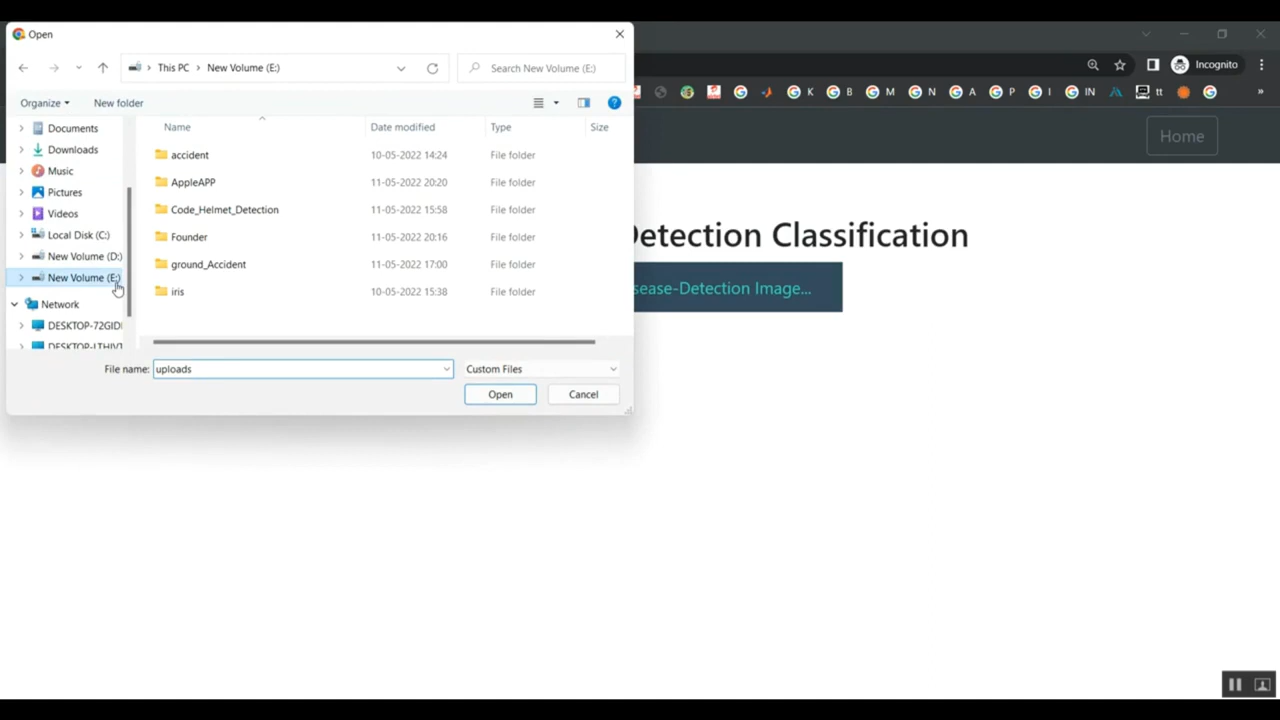 Open
This PC > New Volume (E:)
Search New Volume (E:)
Incognito
K B M N A P I IN tt »
Organize
New folder
Home
Name Date modified Type Size
Documents
Downloads
Music
Pictures
Videos
Local Disk (C:)
New Volume (D:)
New Volume (E:)
Network
DESKTOP-72GID
accident 10-05-2022 14:24 File folder
AppleAPP 11-05-2022 20:20 File folder
Code_Helmet_Detection 11-05-2022 15:58 File folder
Founder 11-05-2022 20:16 File folder
ground_Accident 11-05-2022 17:00 File folder
iris 10-05-2022 15:38 File folder
File name: uploads
Custom Files
Open Cancel
Detection Classification
sease-Detection Image...